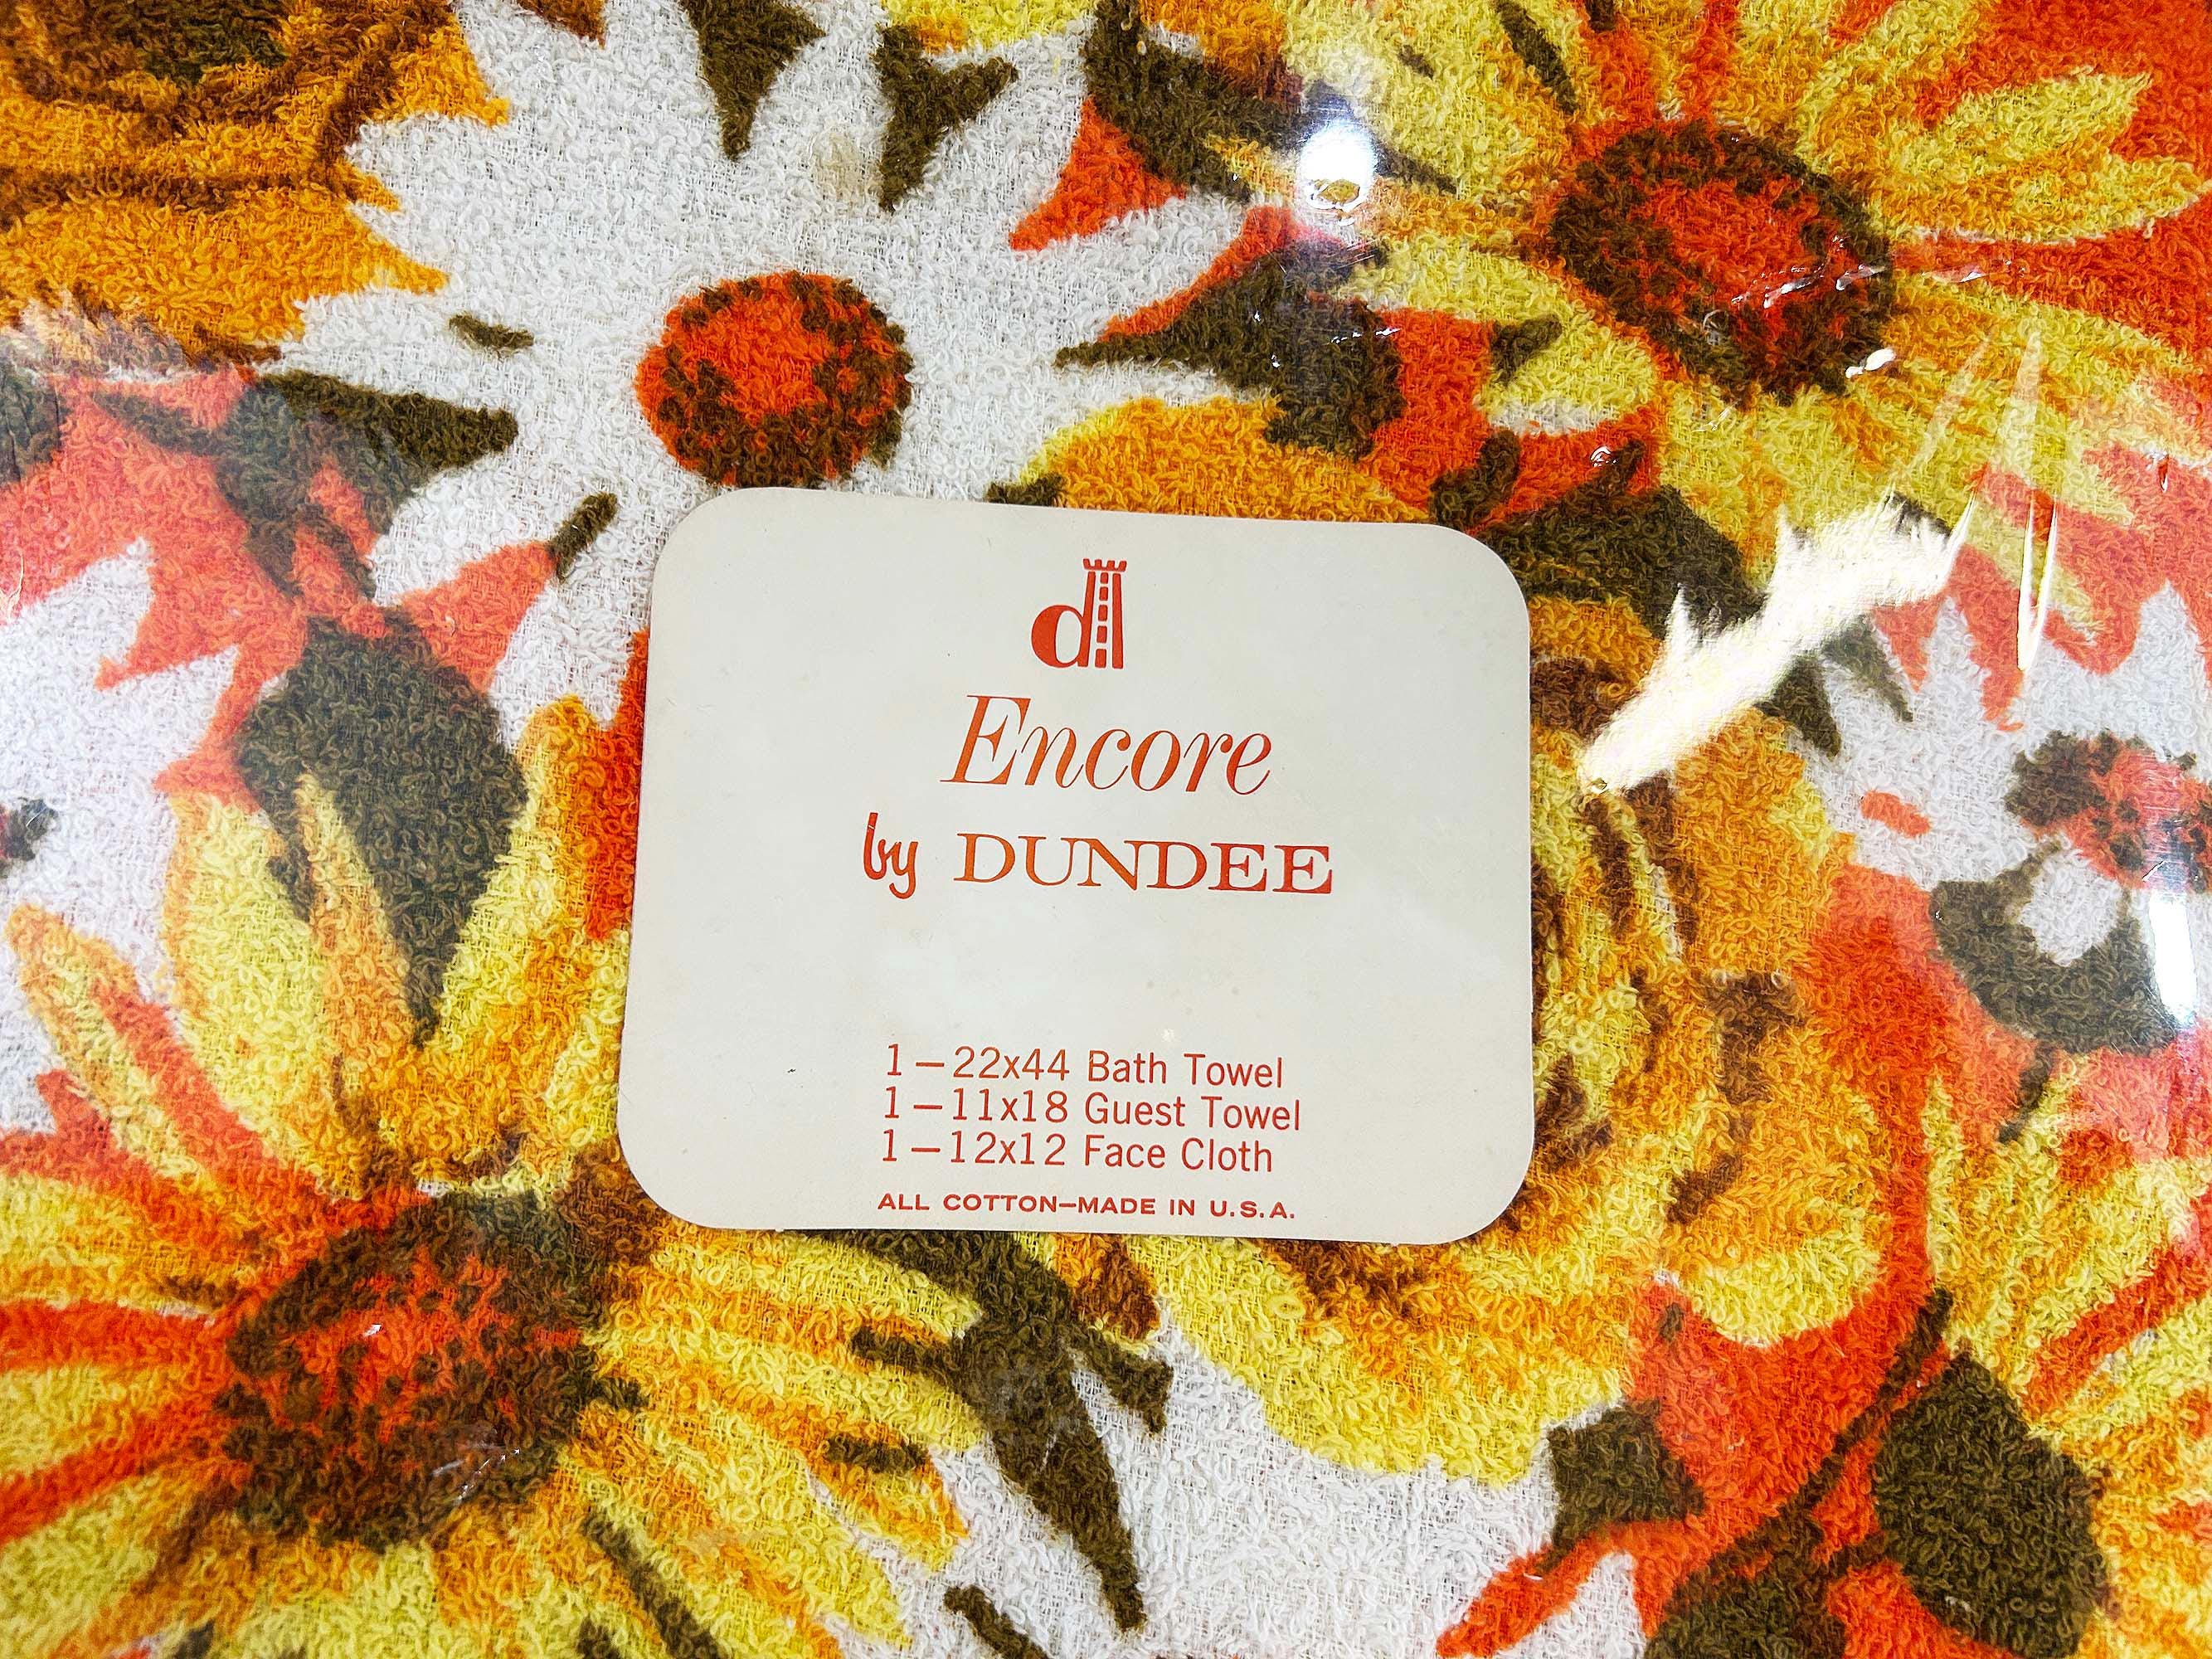 d
Encore
by DUNDEE
1–22x44 Bath Towel
1–11x18 Guest Towel
1–12x12 Face Cloth
ALL COTTON–MADE IN U.S.A.